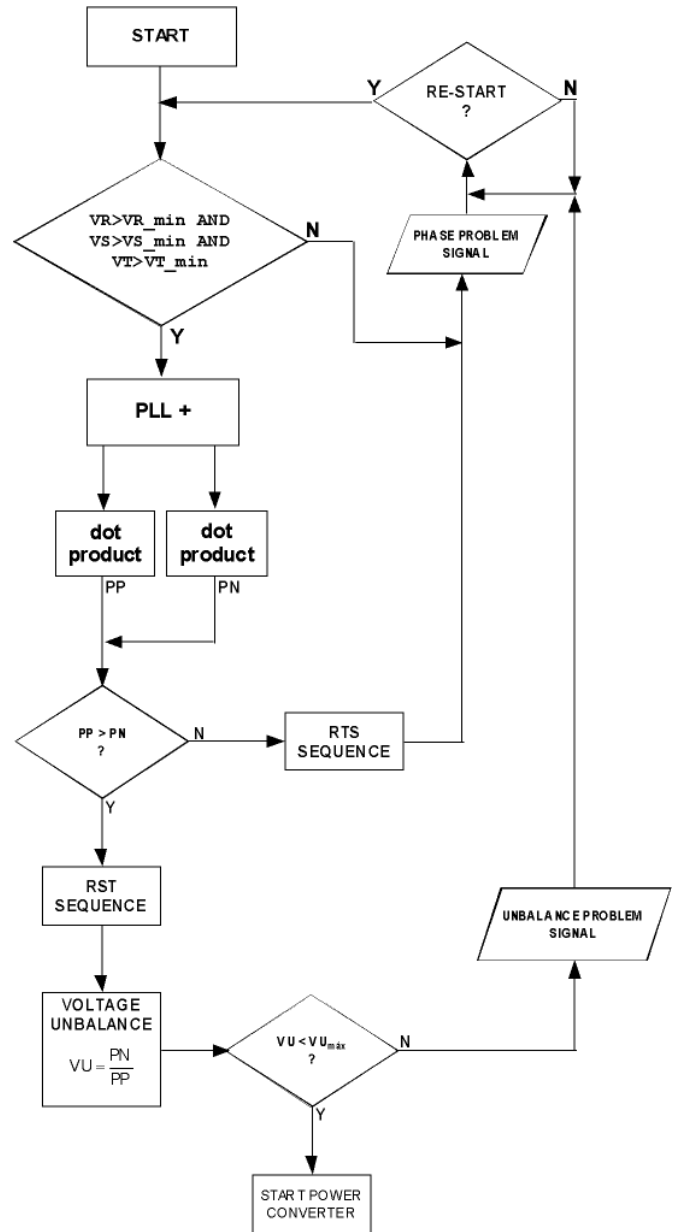 START
Y
RE-START
?
N
VR>VR_min AND
VS>VS_min AND
VT>VT_min
N
PHASE PROBLEM
SIGNAL
Y
PLL +
dot
product
dot
product
PP
PN
PP > PN
?
N
RTS
SEQUENCE
Y
RST
SEQUENCE
UNBALANCE PROBLEM
SIGNAL
VOLTAGE
UNBALANCE
VU = PN/PP
VU < VUmáx
?
N
Y
START POWER
CONVERTER